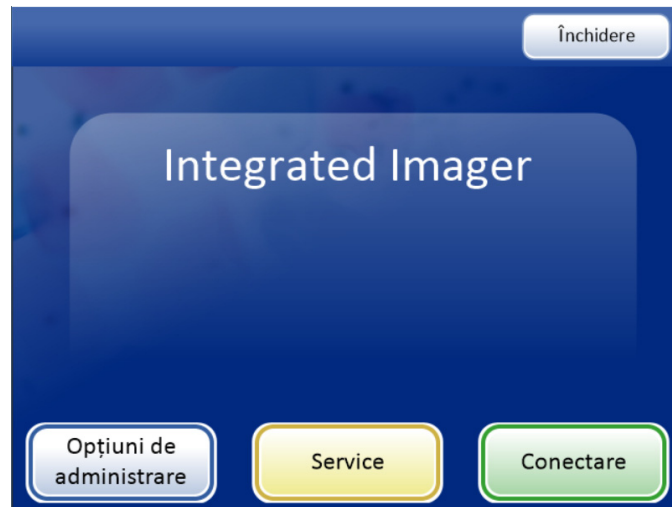 Închidere
Integrated Imager
Opțiuni de
administrare
Service
Conectare